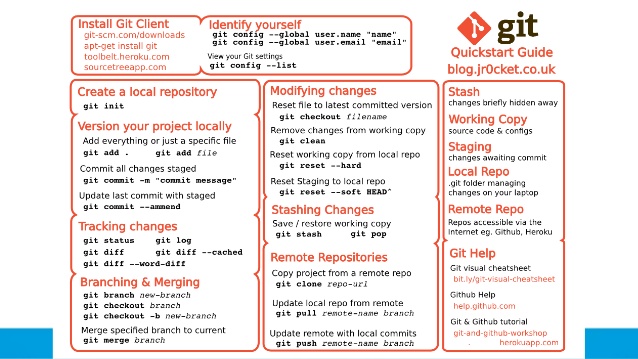 Install Git Client
git-scm.com/downloads
apt-get install git
toolbelt.heroku.com
sourcetreeapp.com
Identify yourself
git config --global user.name "name"
git config --global user.email "email"
View your Git settings
git config --list
git
Quickstart Guide
blog.jr0cket.co.uk
Create a local repository
git init
Version your project locally
Add everything or just a specific file
git add . git add file
Commit all changes staged
git commit -m "commit message"
Update last commit with staged
git commit --ammend
Tracking changes
git status git log
git diff git diff --cached
git diff --word-diff
Branching & Merging
git branch new-branch
git checkout branch
git checkout -b new-branch
Merge specified branch to current
git merge branch
Modifying changes
Reset file to latest committed version
git checkout filename
Remove changes from working copy
git clean
Reset working copy from local repo
git reset --hard
Reset Staging to local repo
git reset --soft HEAD^
Stashing Changes
Save / restore working copy
git stash git pop
Remote Repositories
Copy project from a remote repo
git clone repo-url
Update local repo from remote
git pull remote-name branch
Update remote with local commits
git push remote-name branch
Stash
changes briefly hidden away
Working Copy
source code & configs
Staging
changes awaiting commit
Local Repo
.git folder managing
changes on your laptop
Remote Repo
Repos accessible via the
Internet eg. Github, Heroku
Git Help
Git visual cheatsheet
bit.ly/git-visual-cheatsheet
Github Help
help.github.com
Git & Github tutorial
git-and-github-workshop
. herokuapp.com